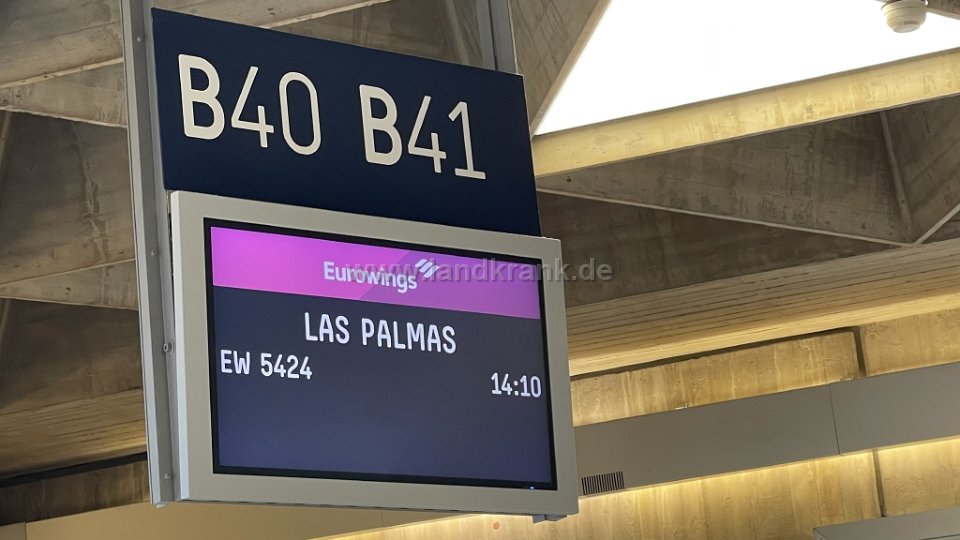 B40 B41
Eurowings
www.landkrank.de
LAS PALMAS
EW 5424
14:10